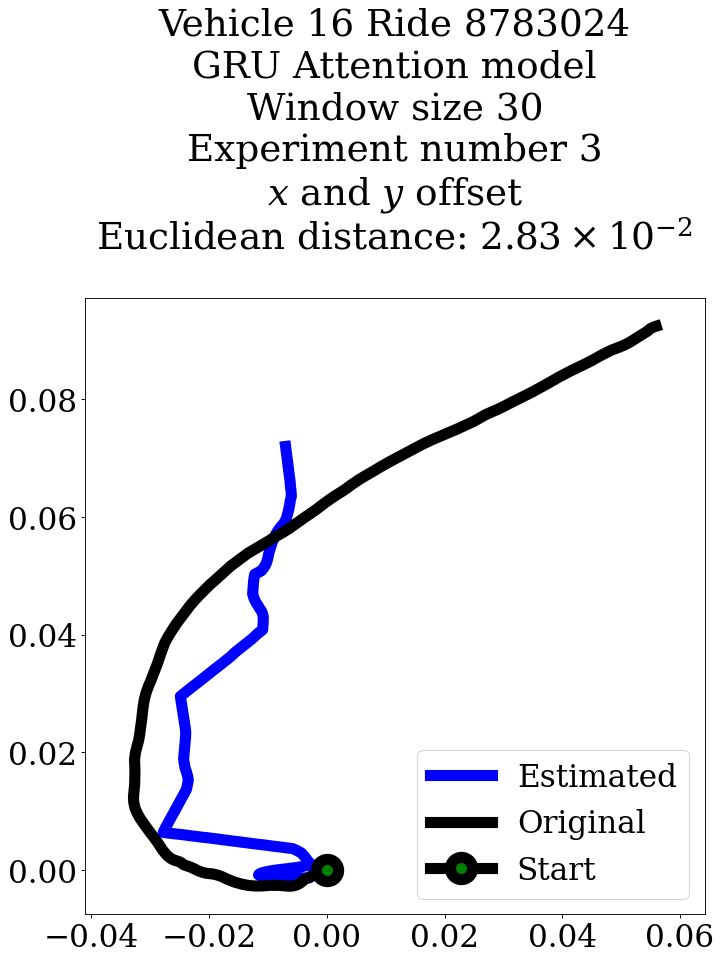 Vehicle 16 Ride 8783024
GRU Attention model
Window size 30
Experiment number 3
x and y offset
Euclidean distance: 2.83 × 10⁻²
0.08
0.06
0.04
0.02
0.00
Estimated
Original
Start
−0.04 −0.02 0.00 0.02 0.04 0.06